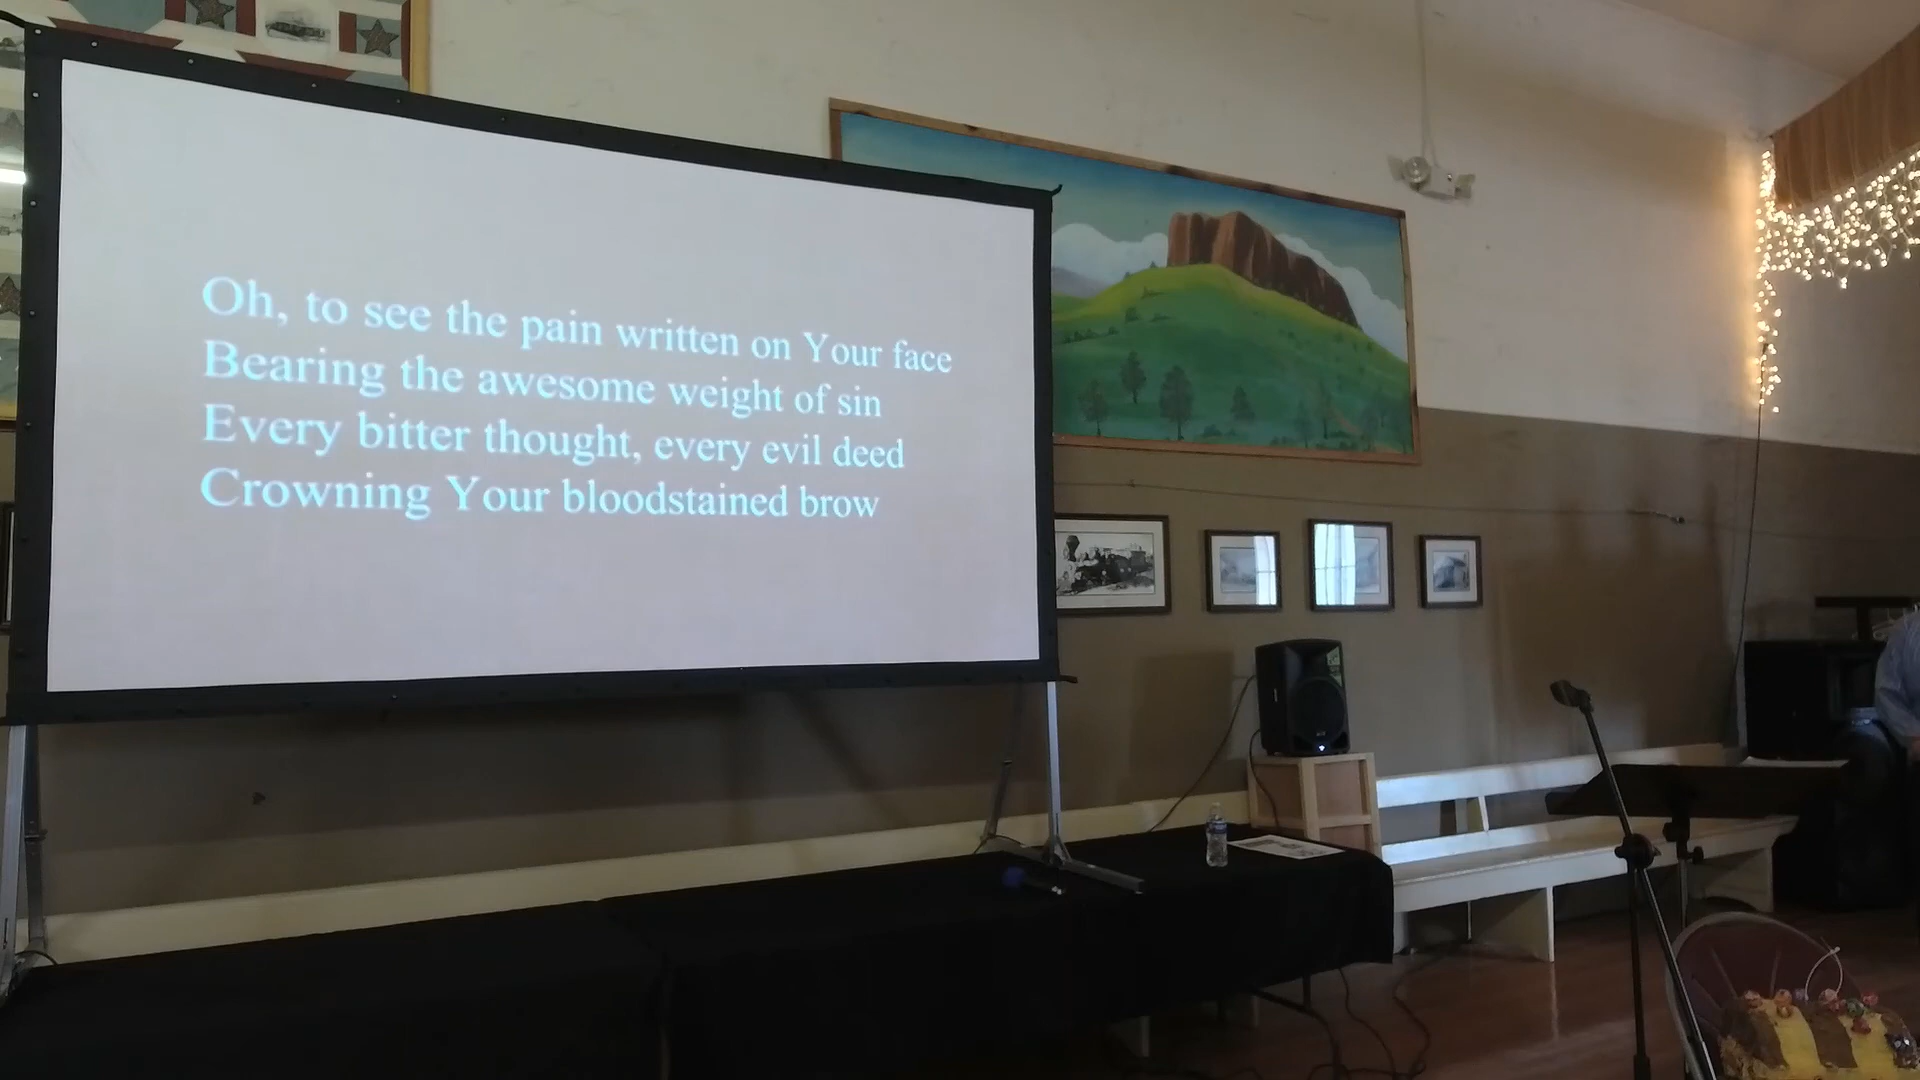 Oh, to see the pain written on Your face
Bearing the awesome weight of sin
Every bitter thought, every evil deed
Crowning Your bloodstained brow